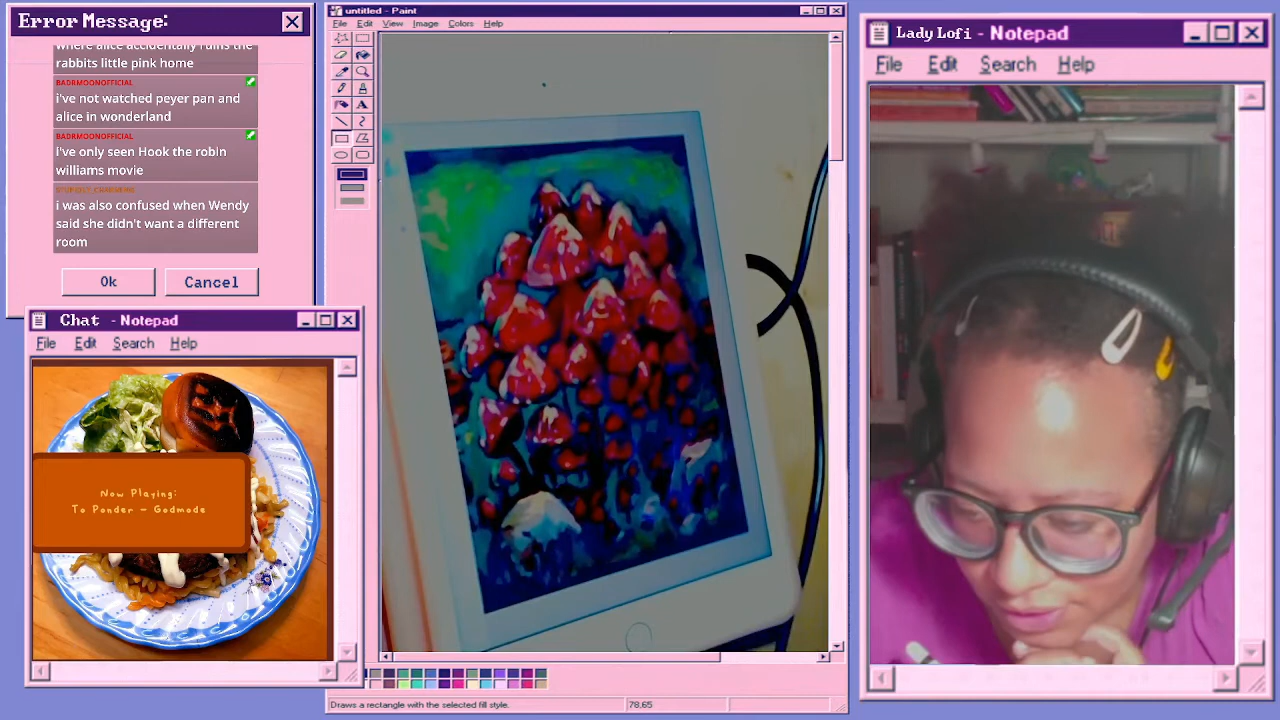 Error Message:
where alice accidentally ruins the
rabbits little pink home
BADRMOONOFFICIAL
i've not watched peyer pan and
alice in wonderland
BADRMOONOFFICIAL
i've only seen Hook the robin
williams movie
i was also confused when Wendy
said she didn't want a different
room
Ok Cancel
Chat - Notepad
File Edit Search Help
Now Playing:
To Ponder - Godmode
untitled - Paint
File Edit View Image Colors Help
A
Draws a rectangle with the selected fill style.
78,65
Lady Lofi - Notepad
File Edit Search Help